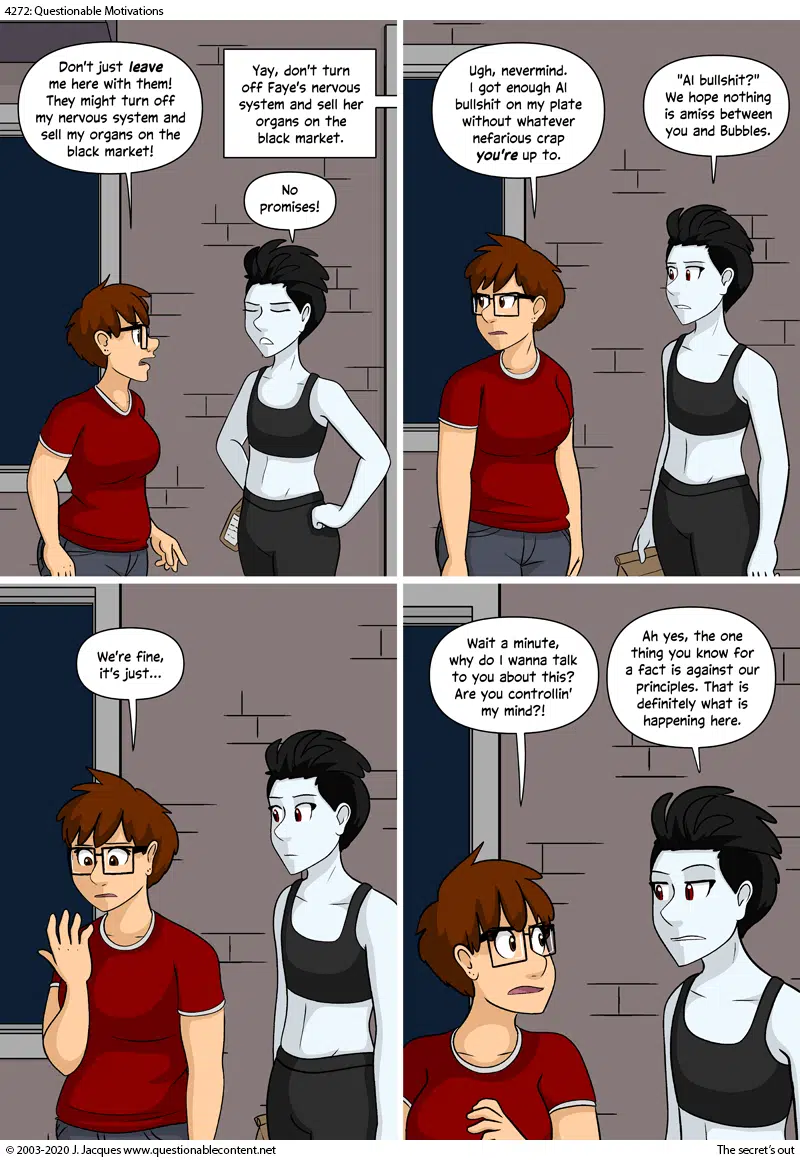 4272: Questionable Motivations
Don't just leave
me here with them!
They might turn off
my nervous system and
sell my organs on the
black market!
Yay, don't turn
off Faye's nervous
system and sell her
organs on the
black market.
No
promises!
Ugh, nevermind.
I got enough AI
bullshit on my plate
without whatever
nefarious crap
you're up to.
"AI bullshit?"
We hope nothing
is amiss between
you and Bubbles.
We're fine,
it's just...
Wait a minute,
why do I wanna talk
to you about this?
Are you controllin'
my mind?!
Ah yes, the one
thing you know for
a fact is against our
principles. That is
definitely what is
happening here.
© 2003-2020 J. Jacques www.questionablecontent.net
The secret's out